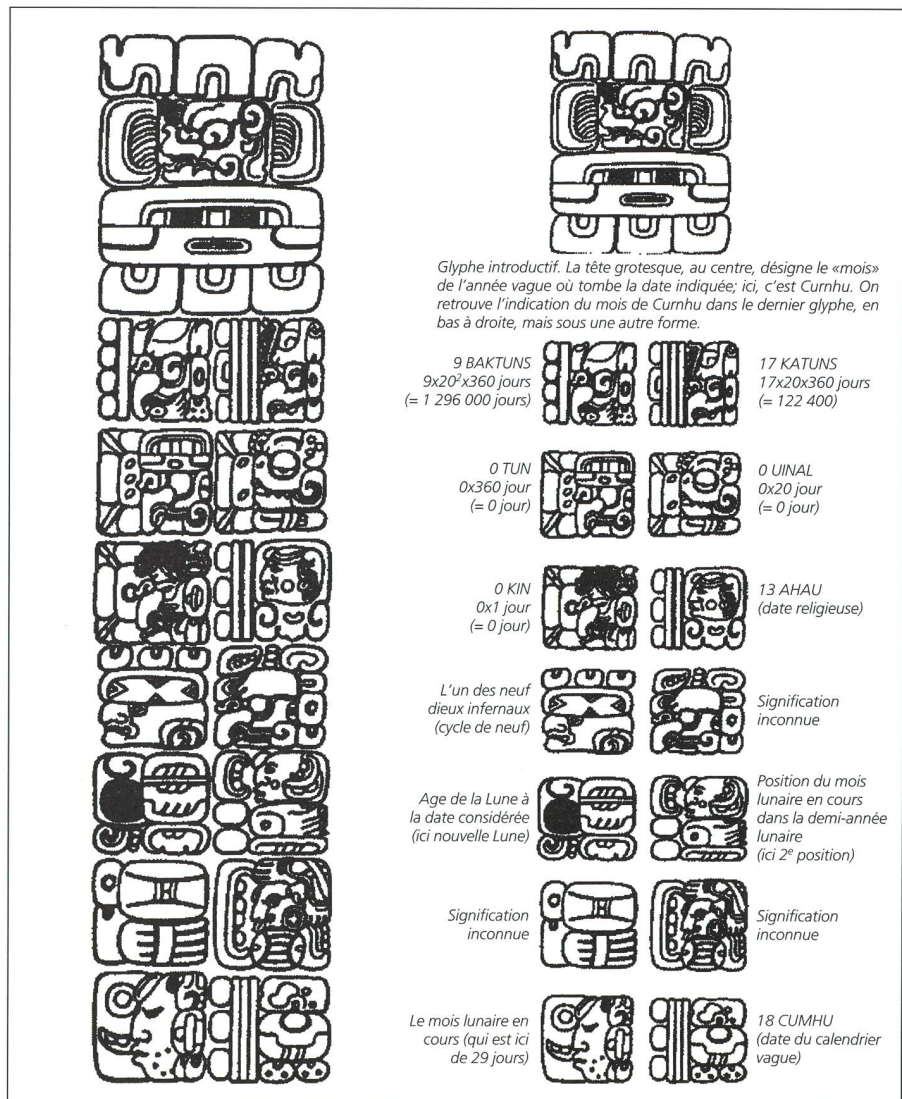 Glyphe introductif. La tête grotesque, au centre, désigne le «mois»
de l'année vague où tombe la date indiquée; ici, c'est Curnhu. On
retrouve l'indication du mois de Curnhu dans le dernier glyphe, en
bas à droite, mais sous une autre forme.
9 BAKTUNS
9x20²x360 jours
(= 1 296 000 jours)
17 KATUNS
17x20x360 jours
(= 122 400)
0 TUN
0x360 jour
(= 0 jour)
0 UINAL
0x20 jour
(= 0 jour)
0 KIN
0x1 jour
(= 0 jour)
13 AHAU
(date religieuse)
L'un des neuf
dieux infernaux
(cycle de neuf)
Signification
inconnue
Age de la Lune à
la date considérée
(ici nouvelle Lune)
Position du mois
lunaire en cours
dans la demi-année
lunaire
(ici 2e position)
Signification
inconnue
Signification
inconnue
Le mois lunaire en
cours (qui est ici
de 29 jours)
18 CUMHU
(date du calendrier
vague)